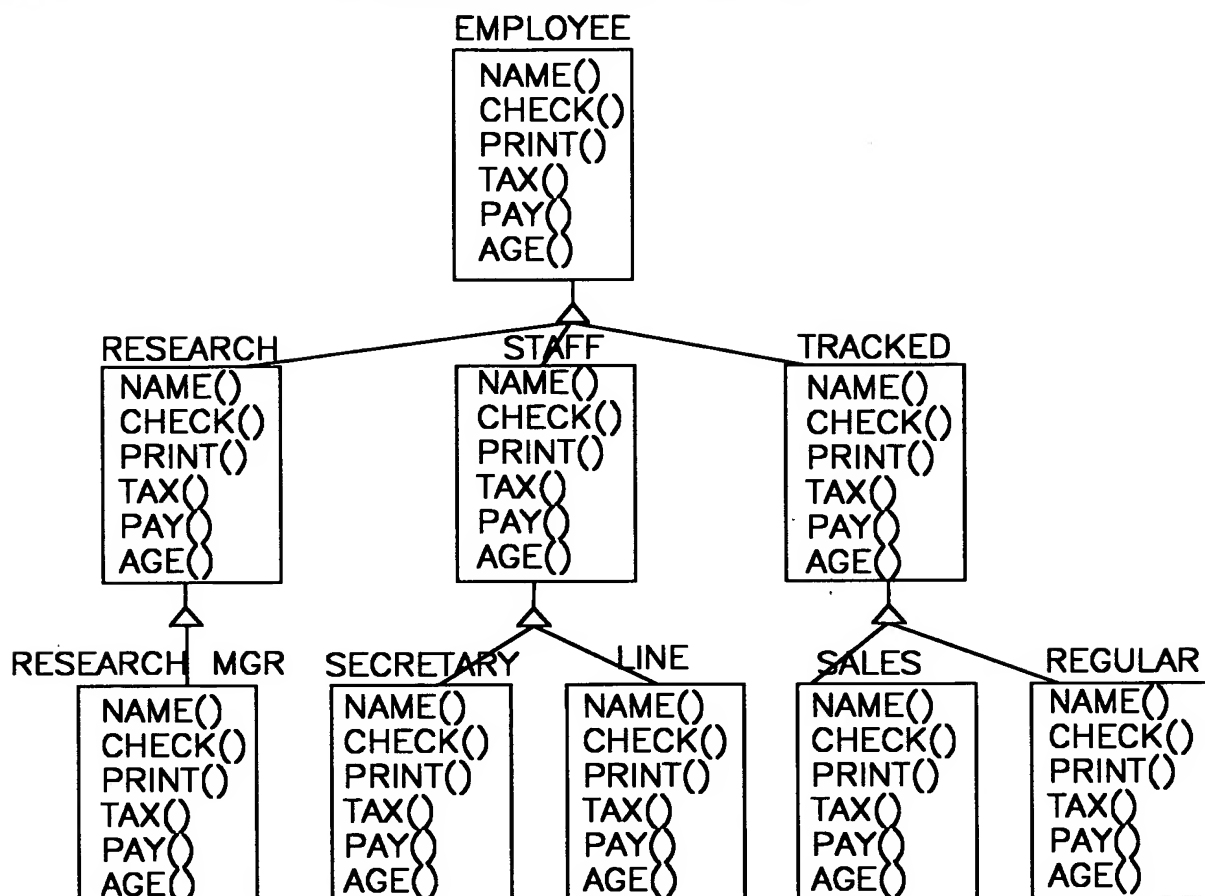 EMPLOYEE
NAME()
CHECK()
PRINT()
TAX()
PAY()
AGE()
RESEARCH
NAME()
CHECK()
PRINT()
TAX()
PAY()
AGE()
STAFF
NAME()
CHECK()
PRINT()
TAX()
PAY()
AGE()
TRACKED
NAME()
CHECK()
PRINT()
TAX()
PAY()
AGE()
RESEARCH MGR
NAME()
CHECK()
PRINT()
TAX()
PAY()
AGE()
SECRETARY
NAME()
CHECK()
PRINT()
TAX()
PAY()
AGE()
LINE
NAME()
CHECK()
PRINT()
TAX()
PAY()
AGE()
SALES
NAME()
CHECK()
PRINT()
TAX()
PAY()
AGE()
REGULAR
NAME()
CHECK()
PRINT()
TAX()
PAY()
AGE()